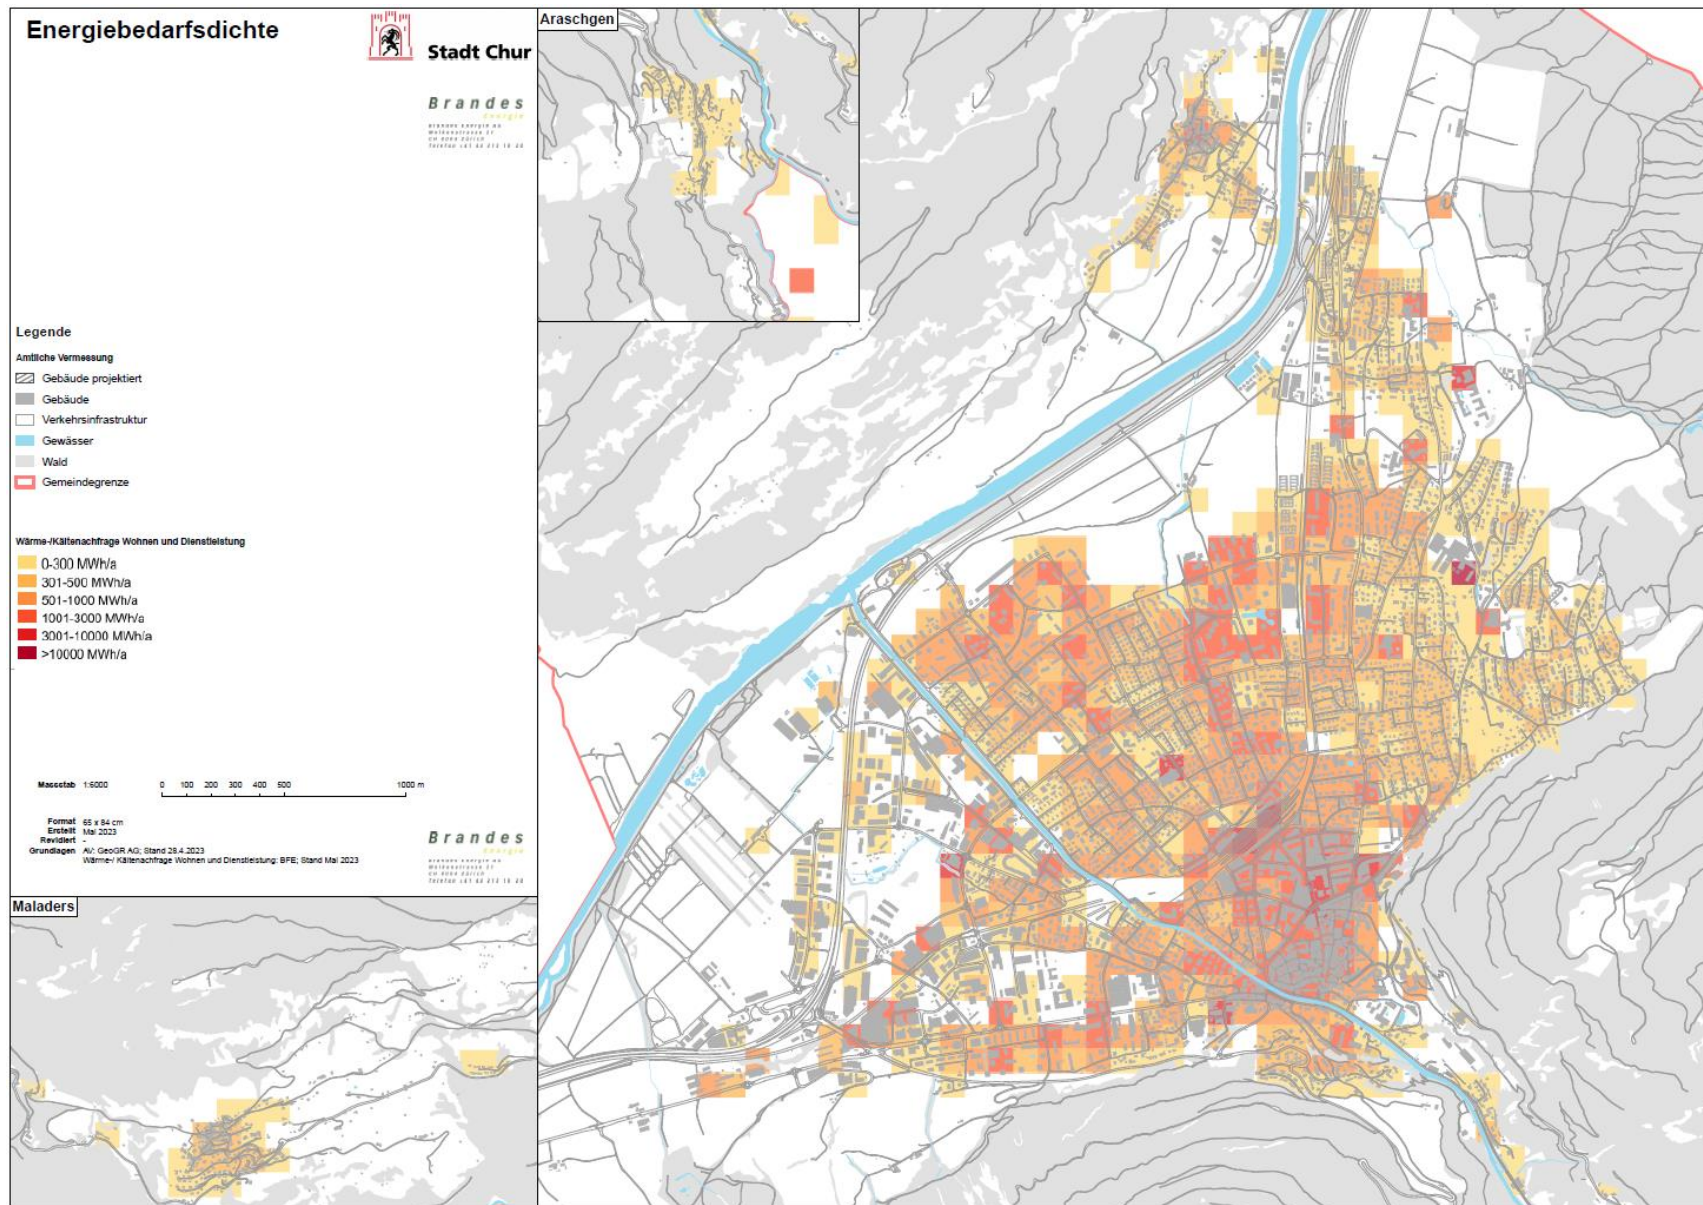 Energiebedarfsdichte
Stadt Chur
Brandes
Energie
Araschgen
Legende
Amtliche Vermessung
Gebäude projektiert
Gebäude
Verkehrsinfrastruktur
Gewässer
Wald
Gemeindegrenze
Wärme-/Kältenachfrage Wohnen und Dienstleistung
0-300 MWh/a
301-500 MWh/a
501-1000 MWh/a
1001-3000 MWh/a
3001-10000 MWh/a
>10000 MWh/a
Massstab 1:6000 0 100 200 300 400 500 1000 m
Format 65 x 84 cm
Erstellt Mai 2023
Revidiert -
Grundlagen AV: GeoGR AG; Stand 28.4.2023
Wärme-/ Kältenachfrage Wohnen und Dienstleistung: BFE; Stand Mai 2023
Brandes
Energie
Maladers